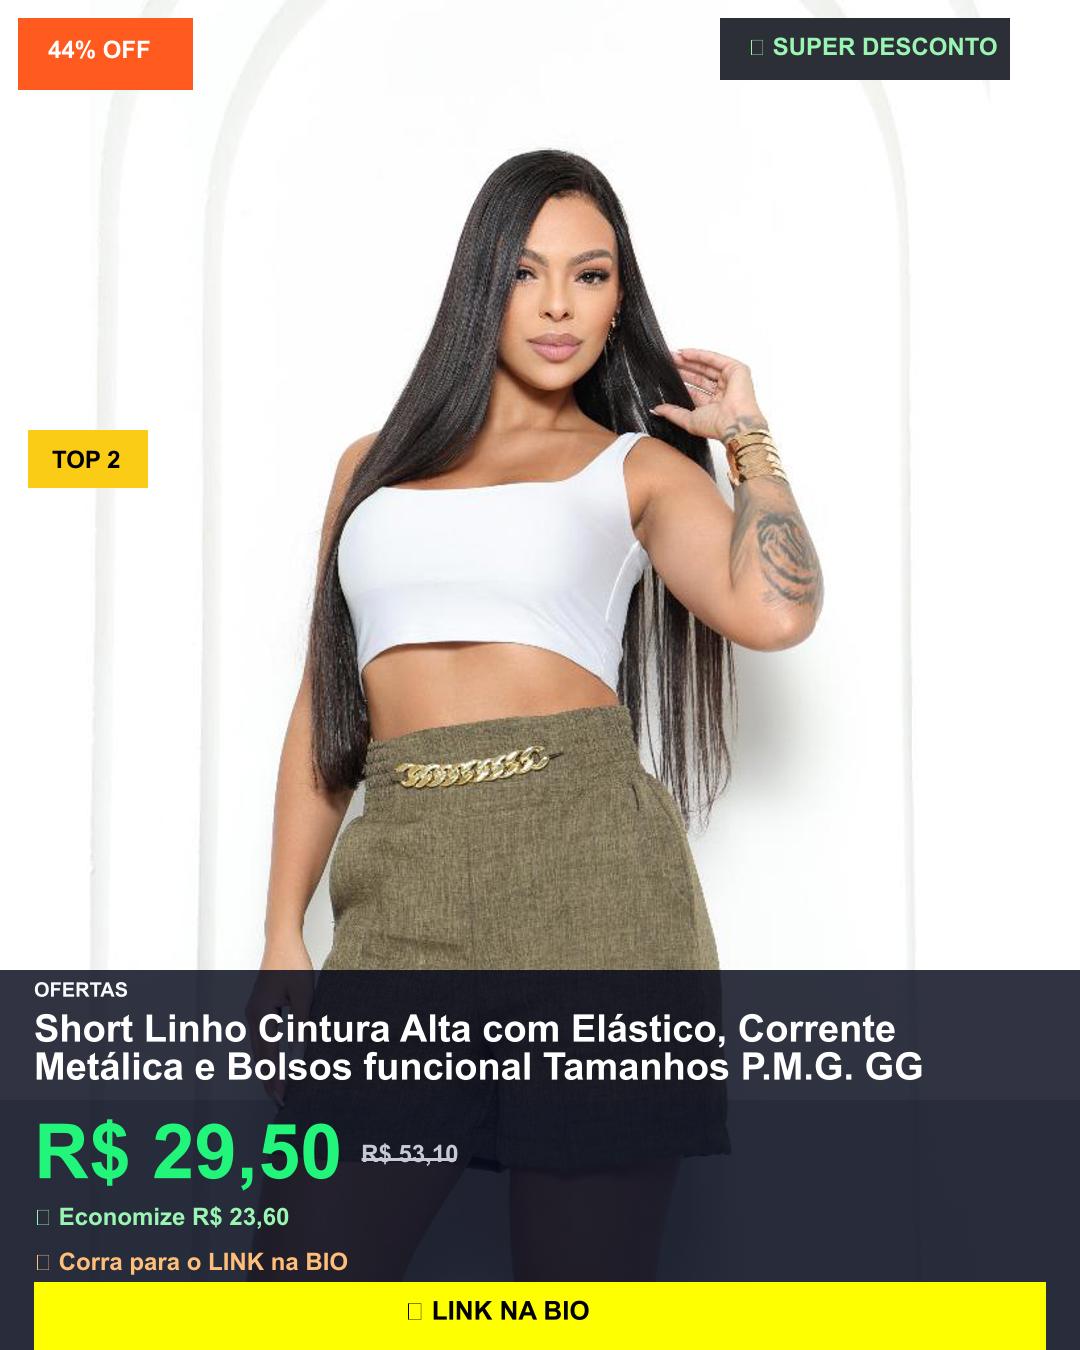 44% OFF
SUPER DESCONTO
TOP 2
OFERTAS
Short Linho Cintura Alta com Elástico, Corrente
Metálica e Bolsos funcional Tamanhos P.M.G. GG
R$ 29,50 R$ 53,10
Economize R$ 23,60
Corra para o LINK na BIO
LINK NA BIO